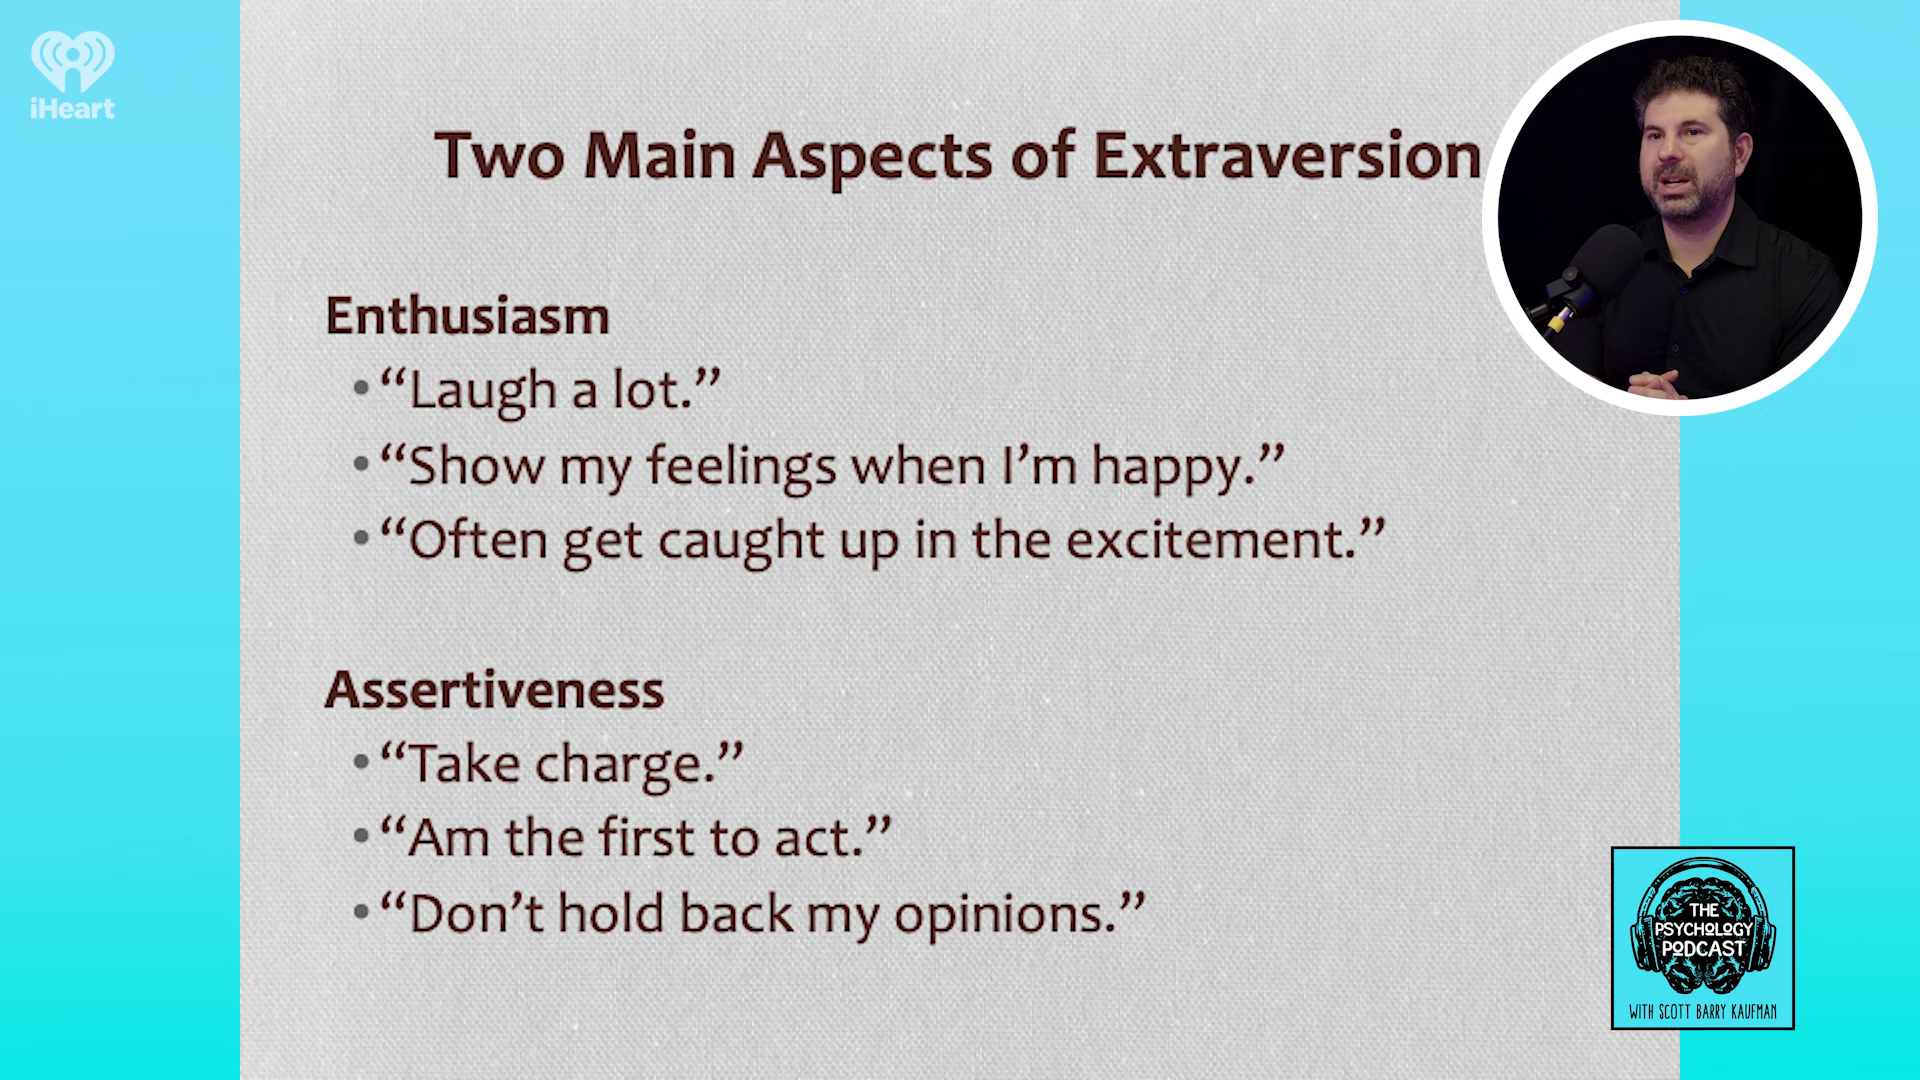 iHeart
Two Main Aspects of Extraversion
Enthusiasm
• “Laugh a lot.”
• “Show my feelings when I’m happy.”
• “Often get caught up in the excitement.”
Assertiveness
• “Take charge.”
• “Am the first to act.”
• “Don’t hold back my opinions.”
THE
PSYCHOLOGY
PODCAST
WITH SCOTT BARRY KAUFMAN